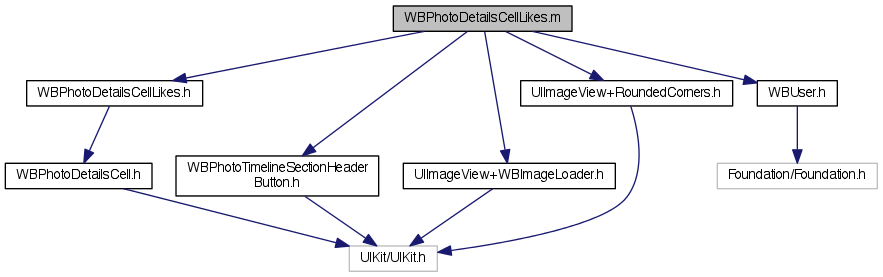 WBPhotoDetailsCellLikes.m
WBPhotoDetailsCellLikes.h
UIImageView+RoundedCorners.h
WBUser.h
WBPhotoDetailsCell.h
WBPhotoTimelineSectionHeader
Button.h
UIImageView+WBImageLoader.h
Foundation/Foundation.h
UIKit/UIKit.h